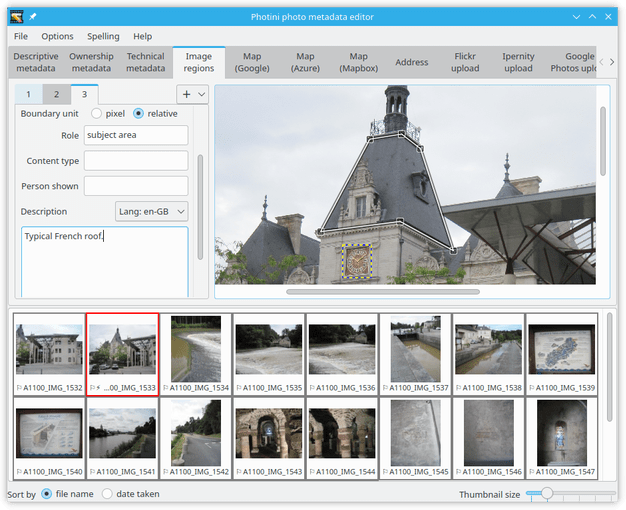 Photini photo metadata editor
File Options Spelling Help
Descriptive metadata
Ownership metadata
Technical metadata
Image regions
Map (Google)
Map (Azure)
Map (Mapbox)
Address
Flickr upload
Ipernity upload
Google Photos uplo
1 2 3
Boundary unit pixel relative
Role subject area
Content type
Person shown
Description Lang: en-GB
Typical French roof.
A1100_IMG_1532 ...00_IMG_1533 A1100_IMG_1534 A1100_IMG_1535 A1100_IMG_1536 A1100_IMG_1537 A1100_IMG_1538 A1100_IMG_1539
A1100_IMG_1540 A1100_IMG_1541 A1100_IMG_1542 A1100_IMG_1543 A1100_IMG_1544 A1100_IMG_1545 A1100_IMG_1546 A1100_IMG_1547
Sort by file name date taken Thumbnail size